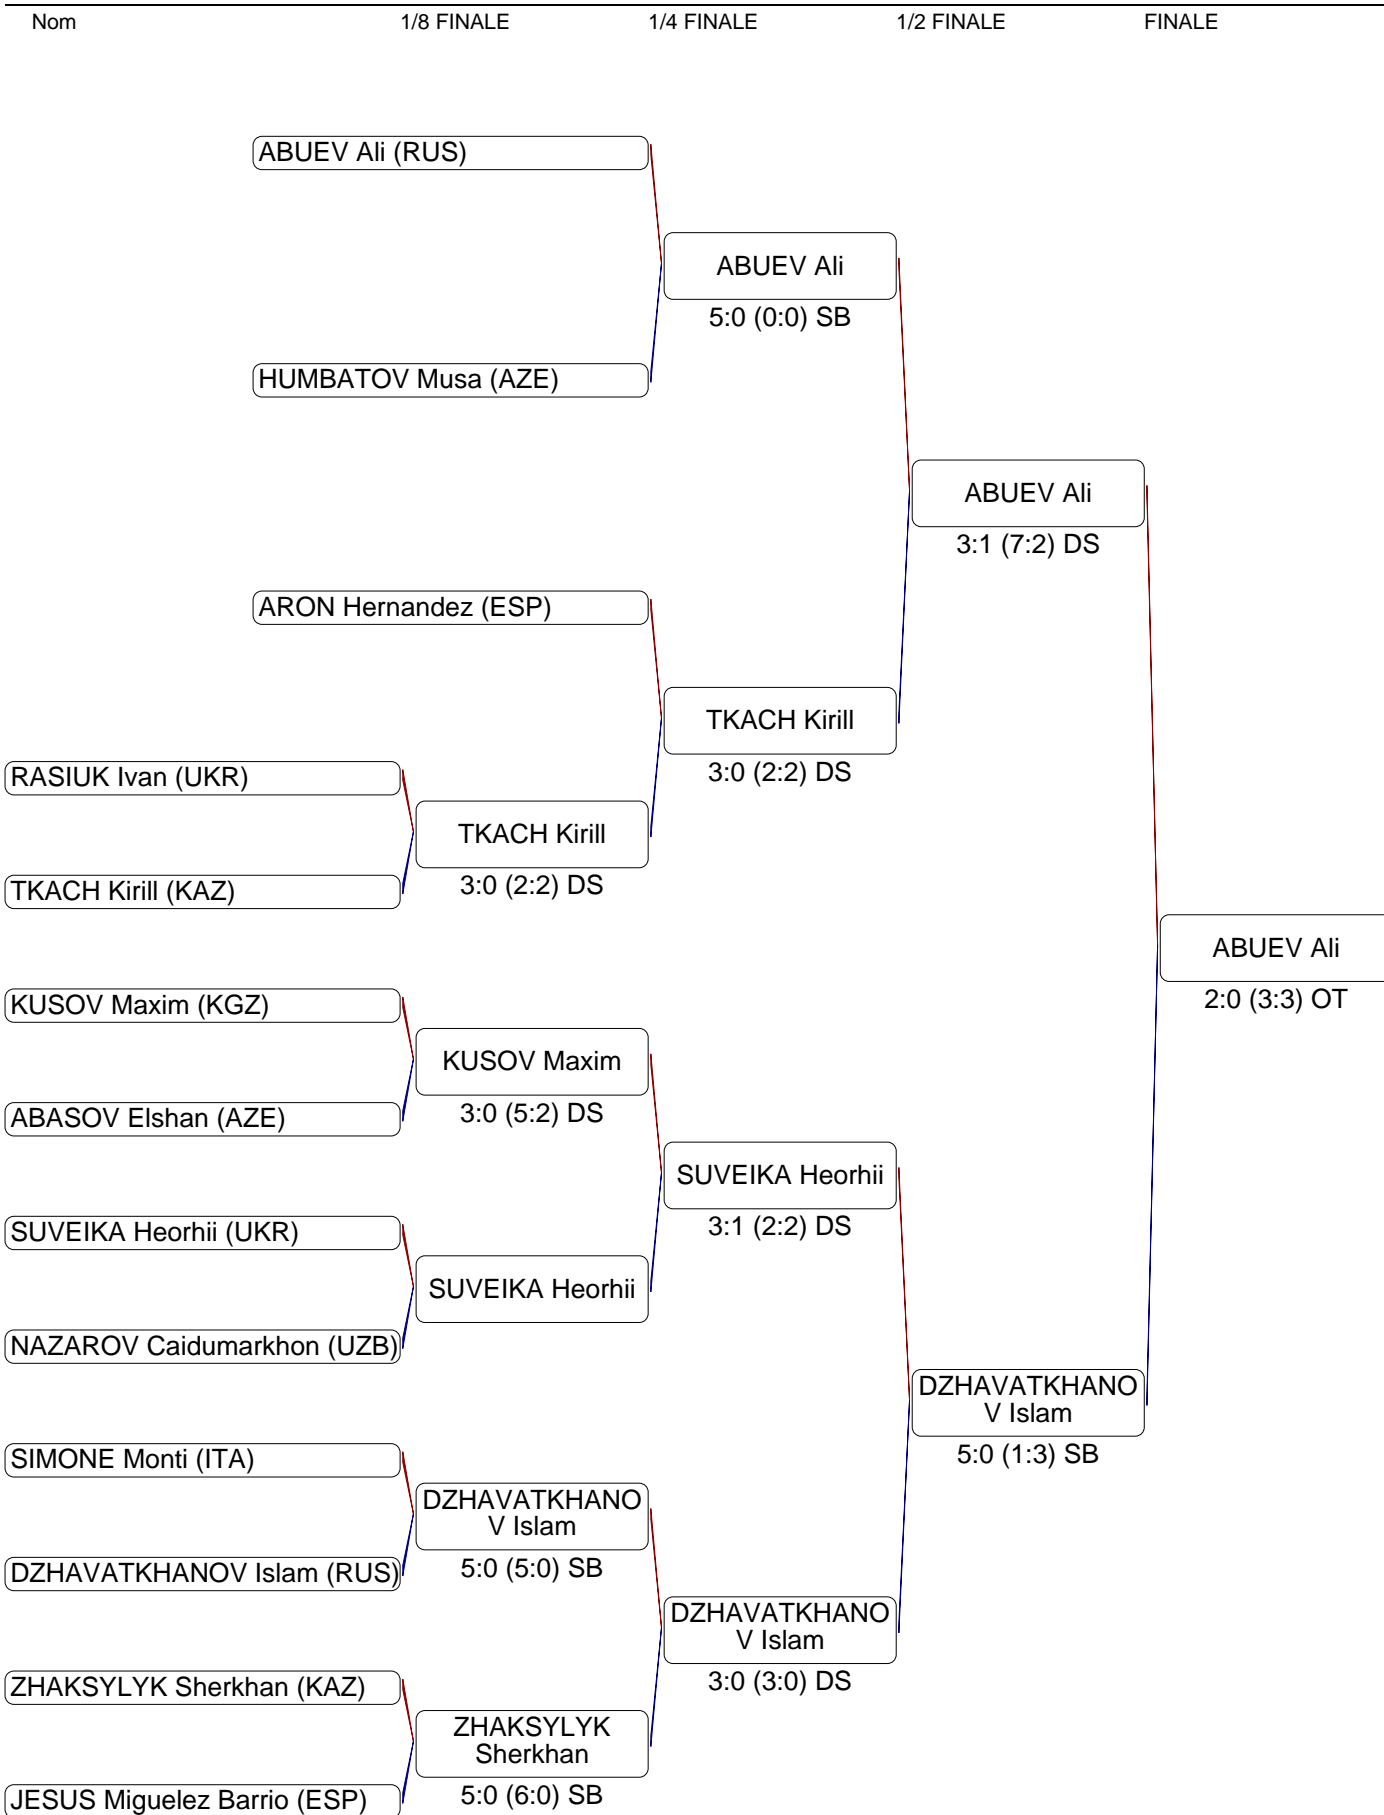 Nom 1/8 FINALE 1/4 FINALE 1/2 FINALE FINALE
ABUEV Ali (RUS)
ABUEV Ali
5:0 (0:0) SB
HUMBATOV Musa (AZE)
ABUEV Ali
3:1 (7:2) DS
ARON Hernandez (ESP)
TKACH Kirill
3:0 (2:2) DS
RASIUK Ivan (UKR)
TKACH Kirill
3:0 (2:2) DS
TKACH Kirill (KAZ)
ABUEV Ali
2:0 (3:3) OT
KUSOV Maxim (KGZ)
KUSOV Maxim
3:0 (5:2) DS
ABASOV Elshan (AZE)
SUVEIKA Heorhii
3:1 (2:2) DS
SUVEIKA Heorhii (UKR)
SUVEIKA Heorhii
NAZAROV Caidumarkhon (UZB)
DZHAVATKHANO
V Islam
5:0 (1:3) SB
SIMONE Monti (ITA)
DZHAVATKHANO
V Islam
5:0 (5:0) SB
DZHAVATKHANOV Islam (RUS)
DZHAVATKHANO
V Islam
3:0 (3:0) DS
ZHAKSYLYK Sherkhan (KAZ)
ZHAKSYLYK
Sherkhan
5:0 (6:0) SB
JESUS Miguelez Barrio (ESP)